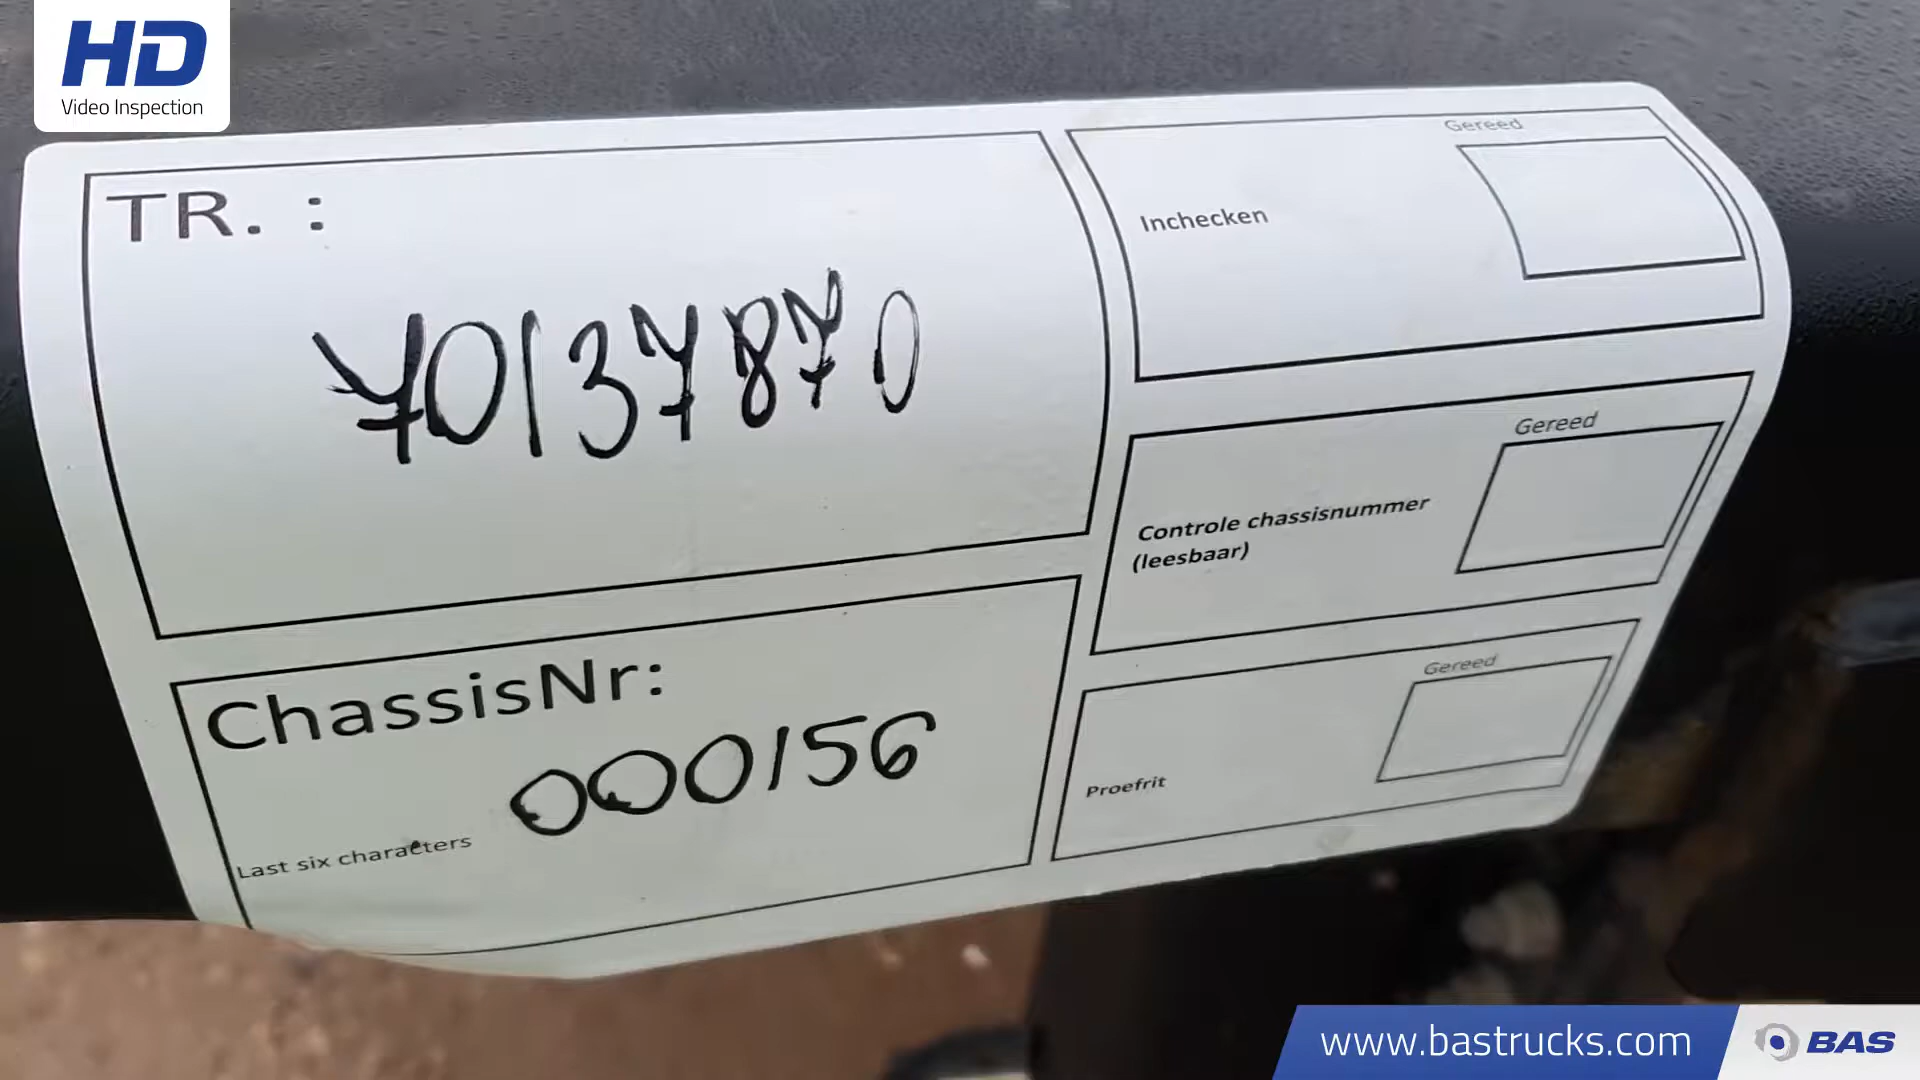 HD
Video Inspection
TR. :
70137870
ChassisNr:
000156
Last six characters
Gereed
Inchecken
Gereed
Controle chassisnummer
(leesbaar)
Gereed
Proefrit
www.bastrucks.com
BAS